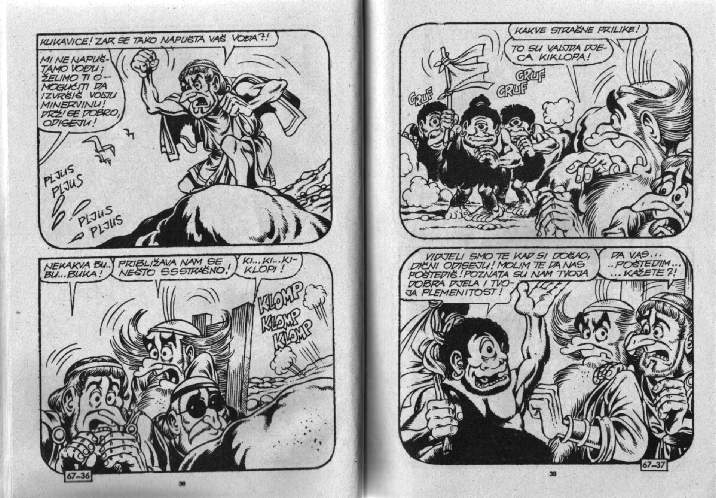 KUKAVICE! ZAR SE TAKO NAPUŠTA VAŠ VOĐA?!
MI NE NAPUŠ-
TAMO VOĐU;
ŽELIMO TI O-
MOGUĆITI DA
IZVRŠIŠ VOLJU
MINERVINU!
DRŽI SE DOBRO,
ODISEJU!
PLJUS
PLJUS
PLJUS
PLJUS
NEKAKVA BU..
BU...BUKA!
PRIBLIŽAVA NAM SE
NEŠTO SSSTRAŠNO!
KI...KI...KI-
KLOPI!
KLOMP
KLOMP
KLOMP
67-36
38
KAKVE STRAŠNE PRILIKE!
TO SU VALJDA DJE-
CA KIKLOPA!
GRUF
GRUF
GRUF
VIDJELI SMO TE KAD SI DOŠAO,
DIČNI ODISEJU! MOLIM TE DA NAS
POŠTEDIŠ! POZNATA SU NAM TVOJA
DOBRA DJELA I TVO-
JA PLEMENITOST!
DA VAS...
..POŠTEDIM...
...KAŽETE?!
67-37